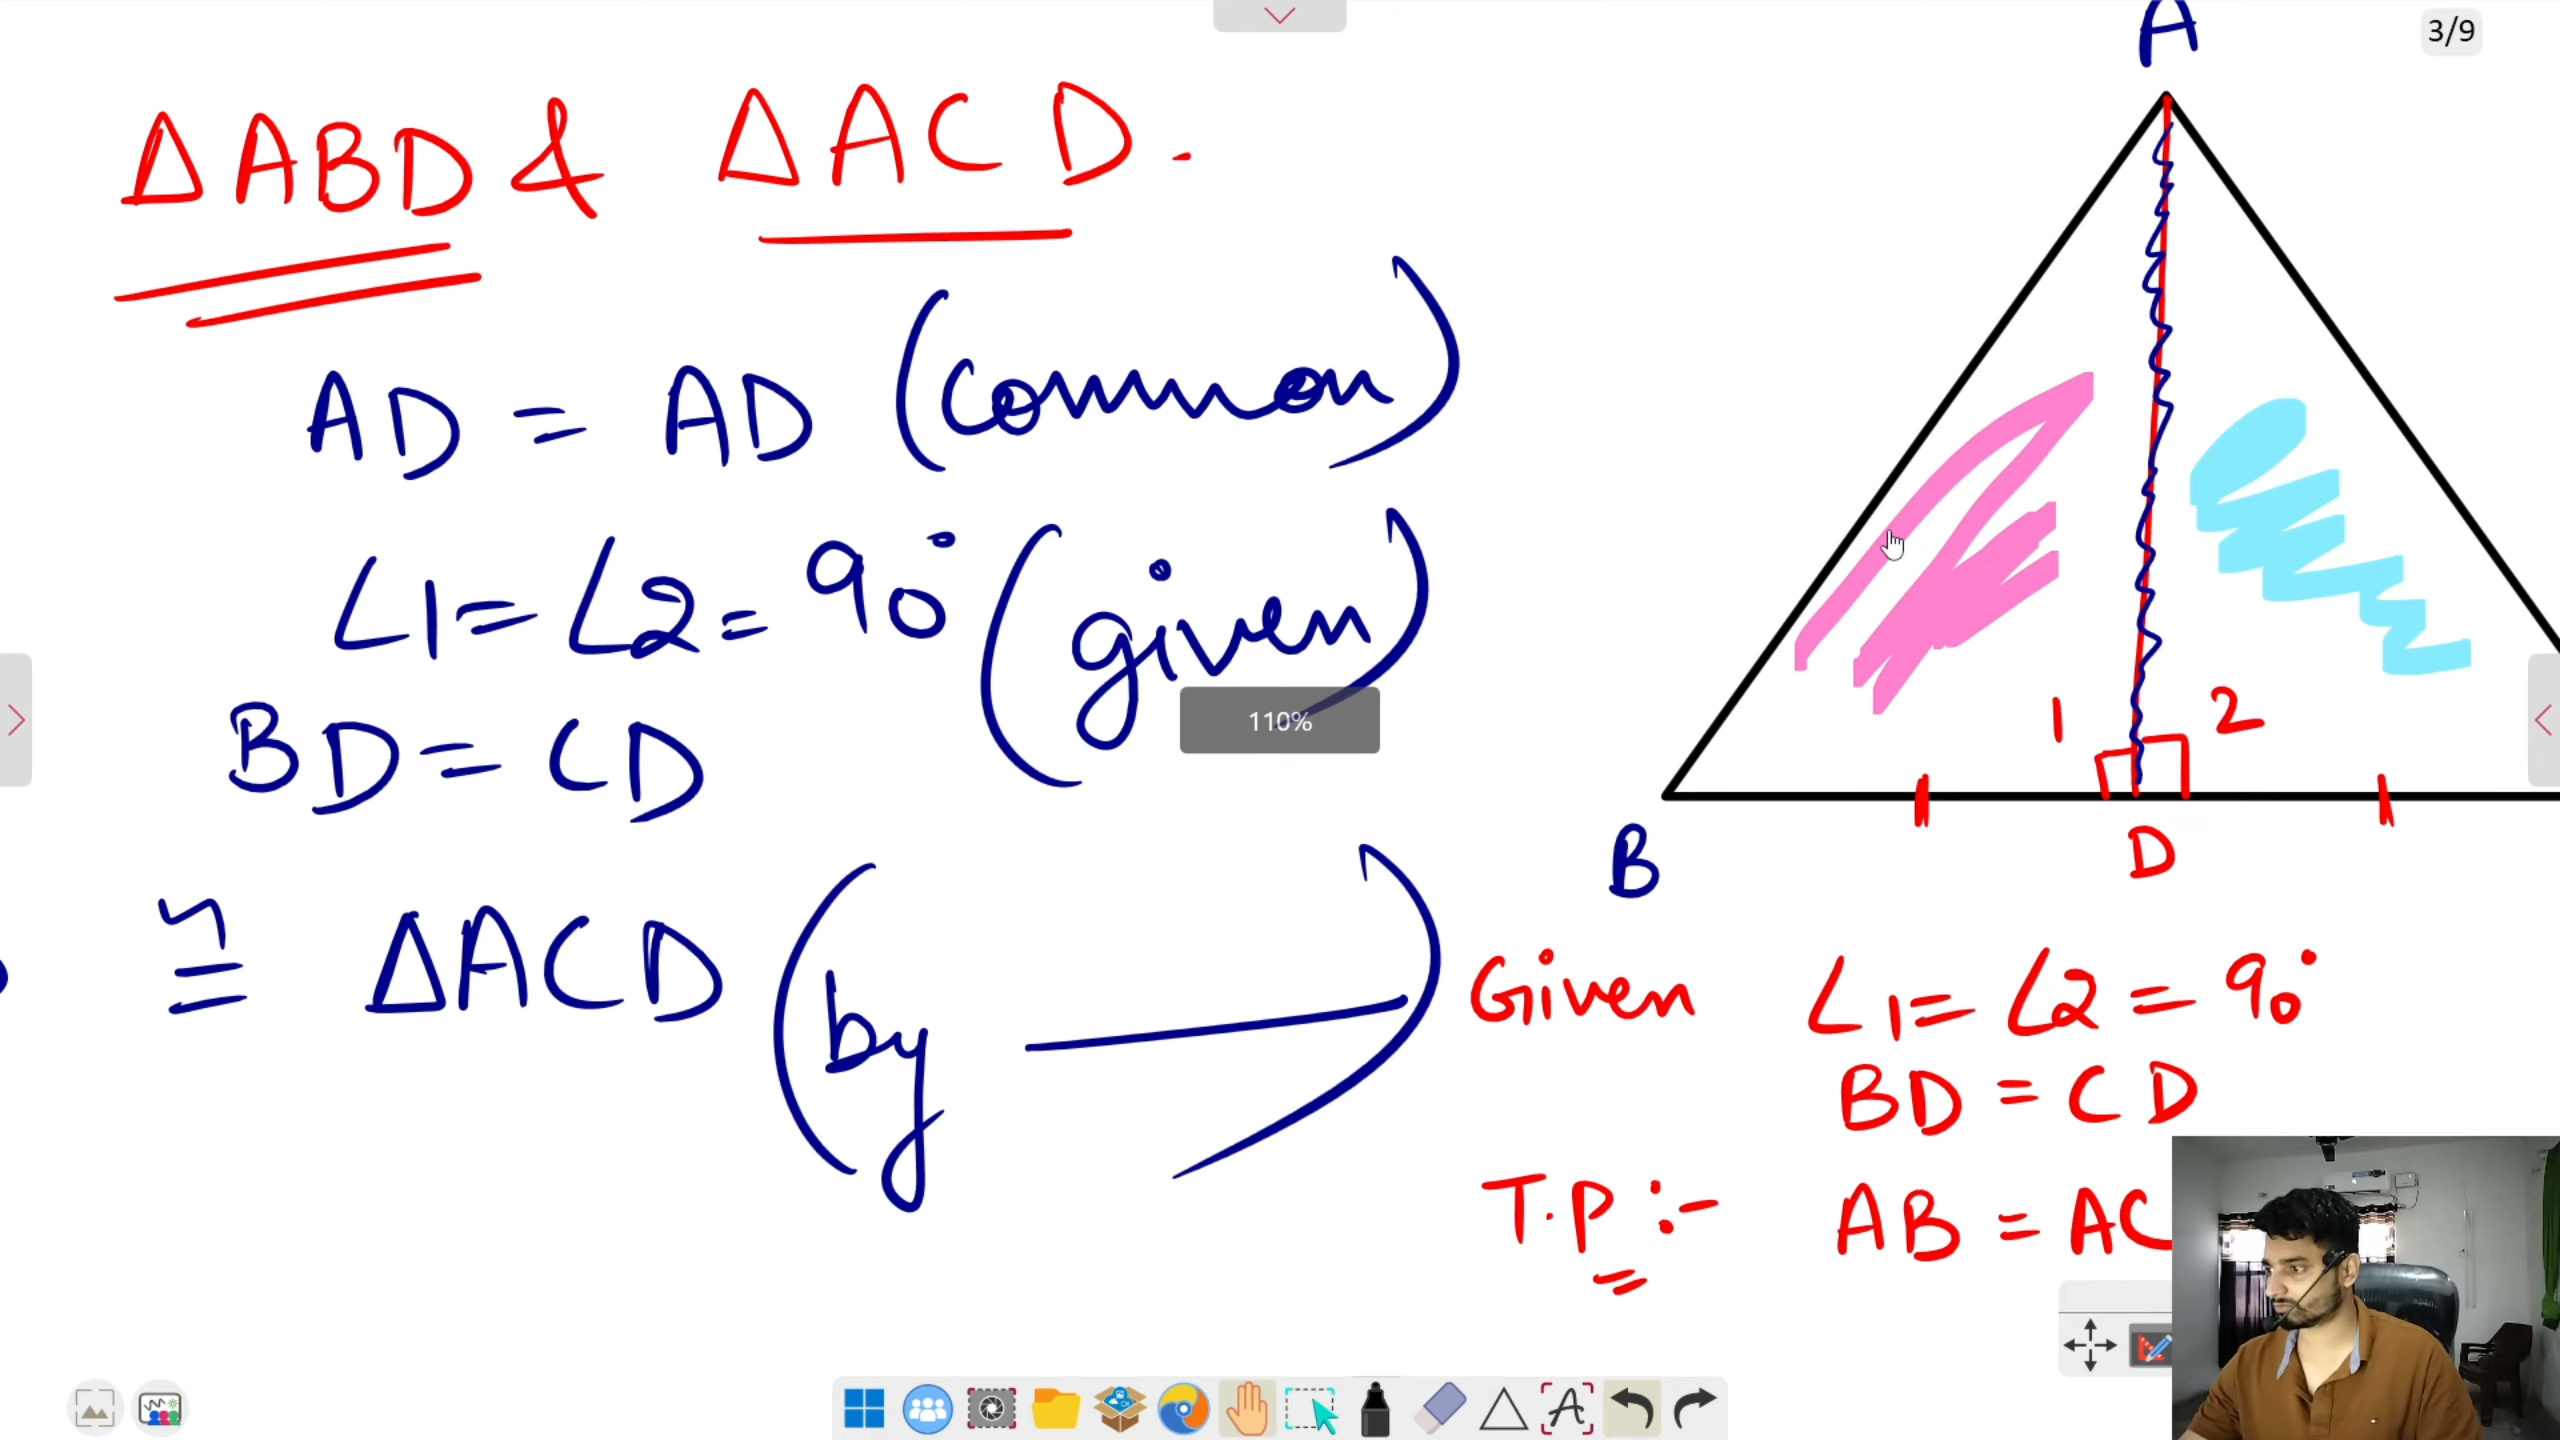 A
3/9
ΔABD & ΔACD.
AD = AD (common)
∠1 = ∠2 = 90° (given)
110%
BD = CD
1 2
B D
≅ ΔACD (by —)
Given ∠1 = ∠2 = 90°
BD = CD
T.P :- AB = AC